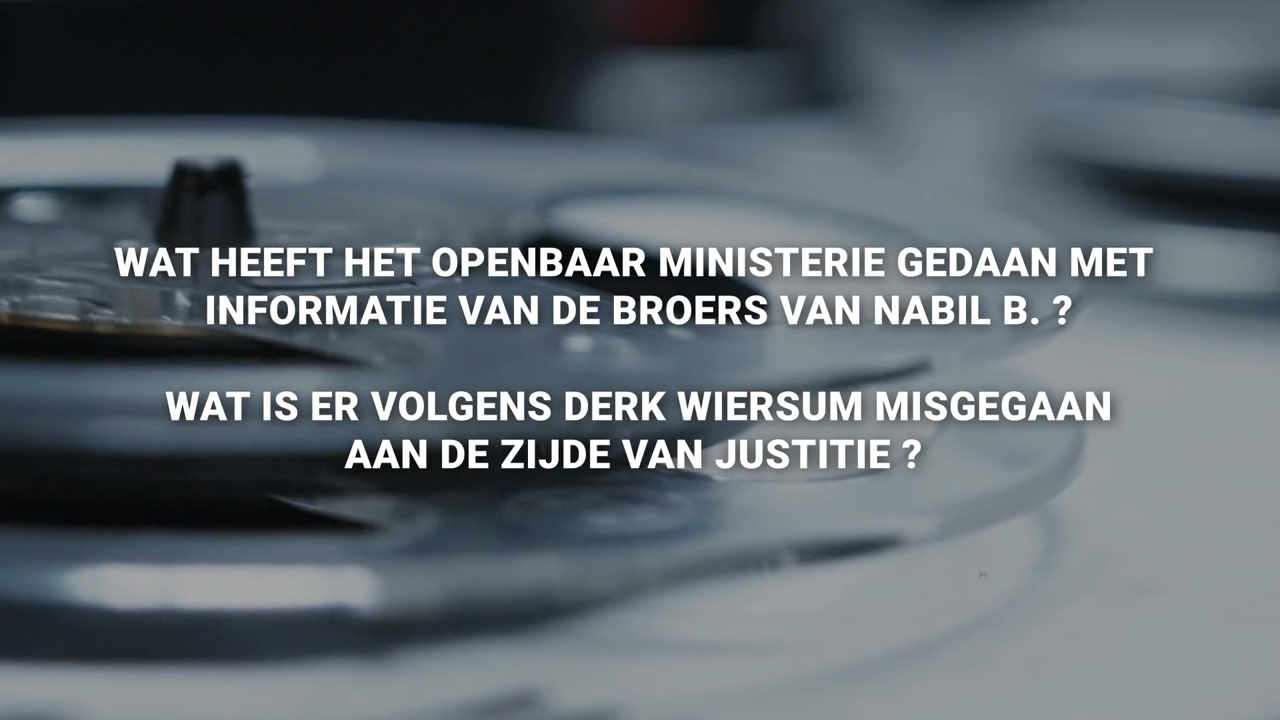 WAT HEEFT HET OPENBAAR MINISTERIE GEDAAN MET
INFORMATIE VAN DE BROERS VAN NABIL B. ?
WAT IS ER VOLGENS DERK WIERSUM MISGEGAAN
AAN DE ZIJDE VAN JUSTITIE ?